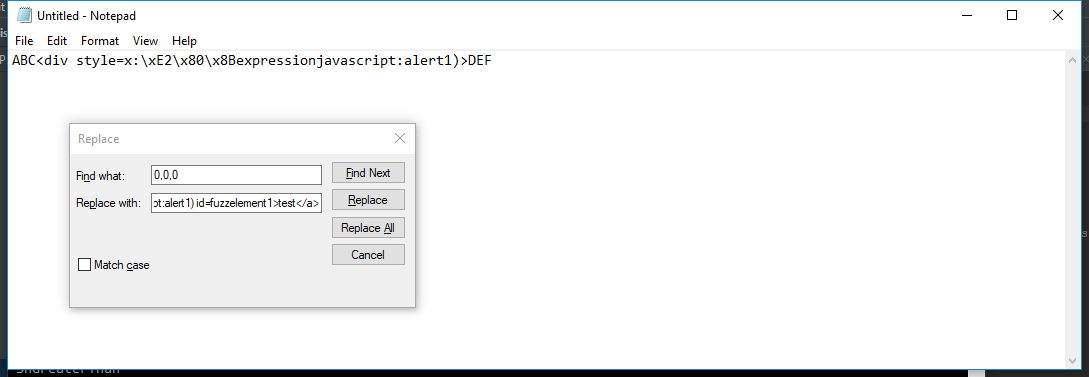 Untitled - Notepad
File Edit Format View Help
ABC<div style=x:\xE2\x80\x8Bexpressionjavascript:alert1)>DEF
Replace
Find what: 0,0,0 Find Next
Replace with: pt:alert1) id=fuzzelement1>test</a> Replace
Replace All
Match case Cancel